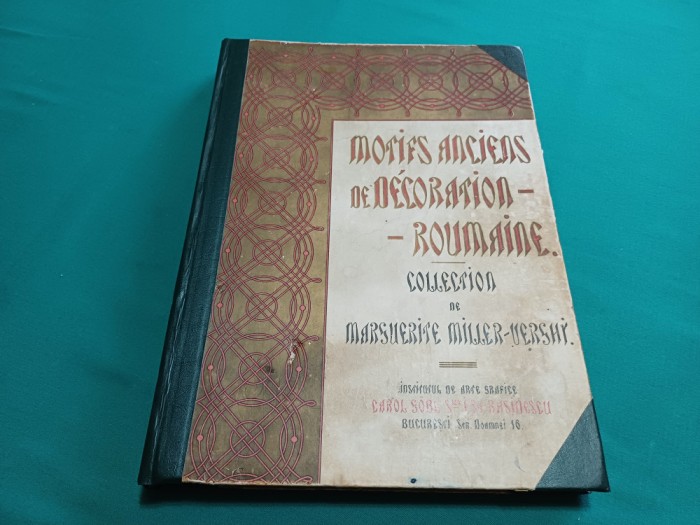 MOTIFS ANCIENS
DE DÉCORATION -
- ROUMAINE.
COLLECTION
DE
MARGUERITE MILLER-VERGHY.
INSTITUTUL DE ARTE GRAFICE
CAROL GÖBL
BUCURESCI Str. Doamnei 16